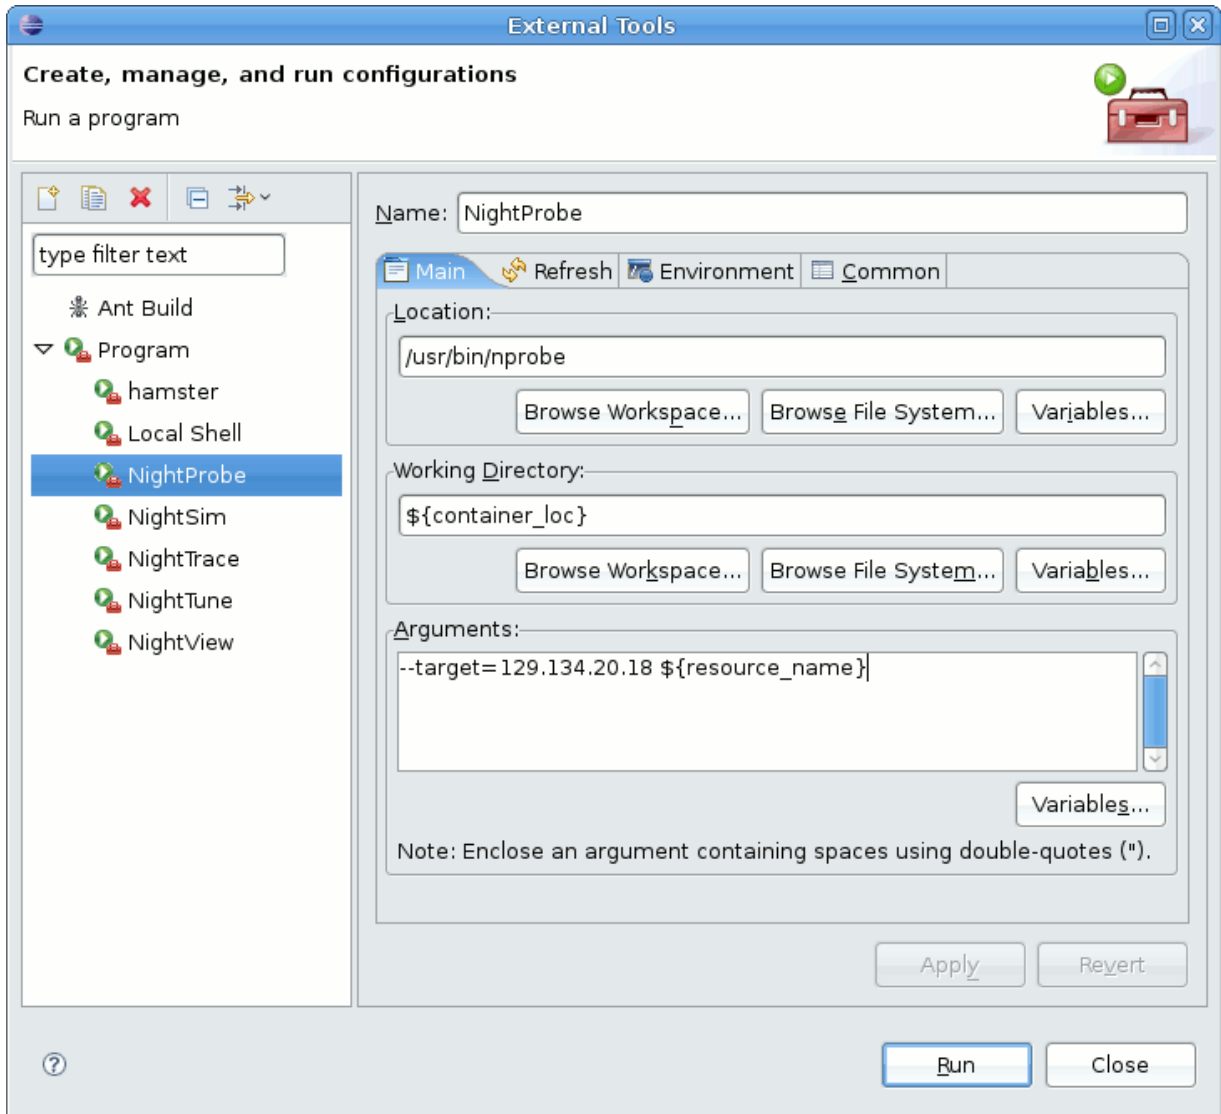 External Tools
Create, manage, and run configurations
Run a program
type filter text
Ant Build
Program
hamster
Local Shell
NightProbe
NightSim
NightTrace
NightTune
NightView
Name: NightProbe
Main Refresh Environment Common
Location:
/usr/bin/nprobe
Browse Workspace... Browse File System... Variables...
Working Directory:
${container_loc}
Browse Workspace... Browse File System... Variables...
Arguments:
--target=129.134.20.18 ${resource_name}
Variables...
Note: Enclose an argument containing spaces using double-quotes (").
Apply Revert
? Run Close